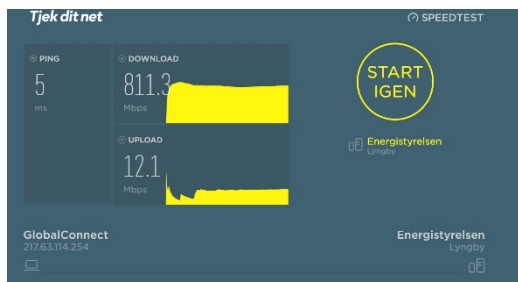 Tjek dit net
SPEEDTEST
PING
5
ms
DOWNLOAD
811.3
Mbps
UPLOAD
12.1
Mbps
START
IGEN
Energistyrelsen
Lyngby
GlobalConnect
217.63.114.254
Energistyrelsen
Lyngby